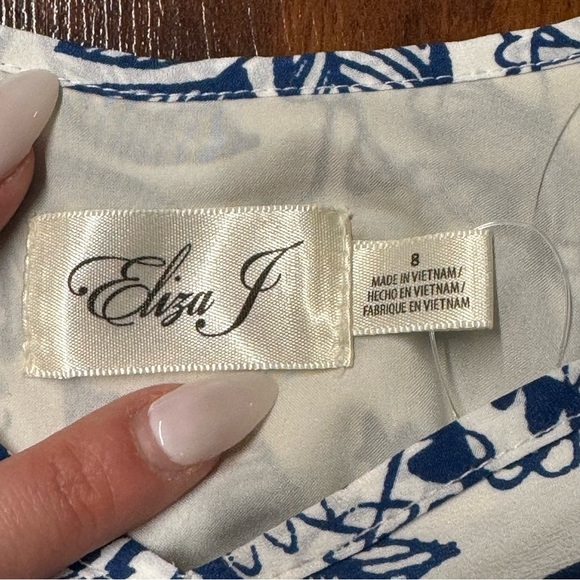 Eliza J
8
MADE IN VIETNAM/
HECHO EN VIETNAM/
FABRIQUE EN VIETNAM